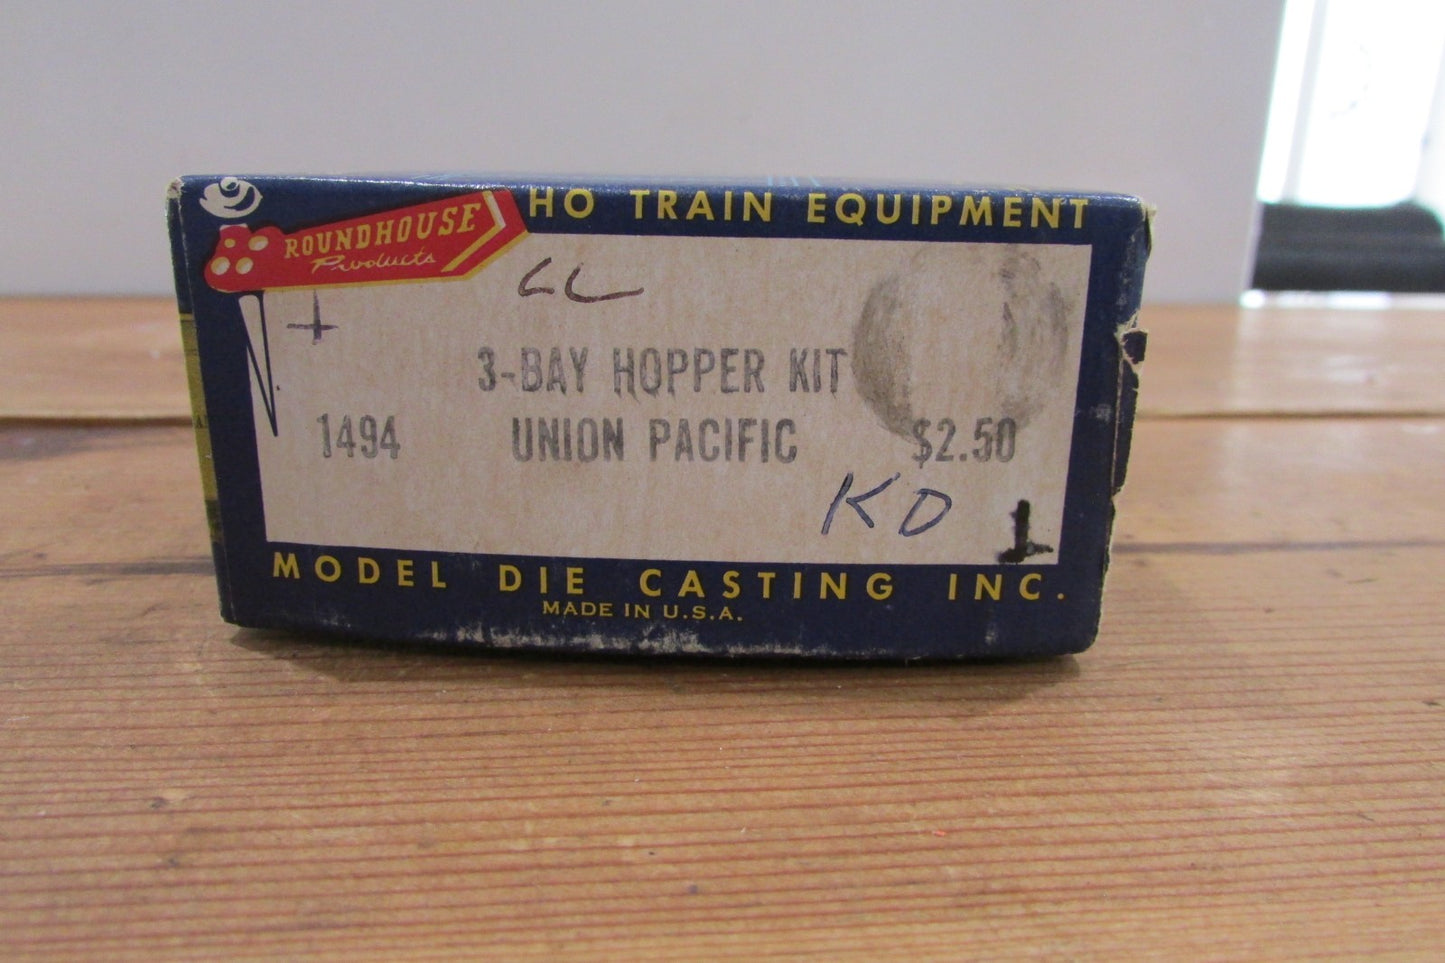 ROUNDHOUSE
Products
HO TRAIN EQUIPMENT
CC
3-BAY HOPPER KIT
1494 UNION PACIFIC $2.50
KD
MODEL DIE CASTING INC.
MADE IN U.S.A.